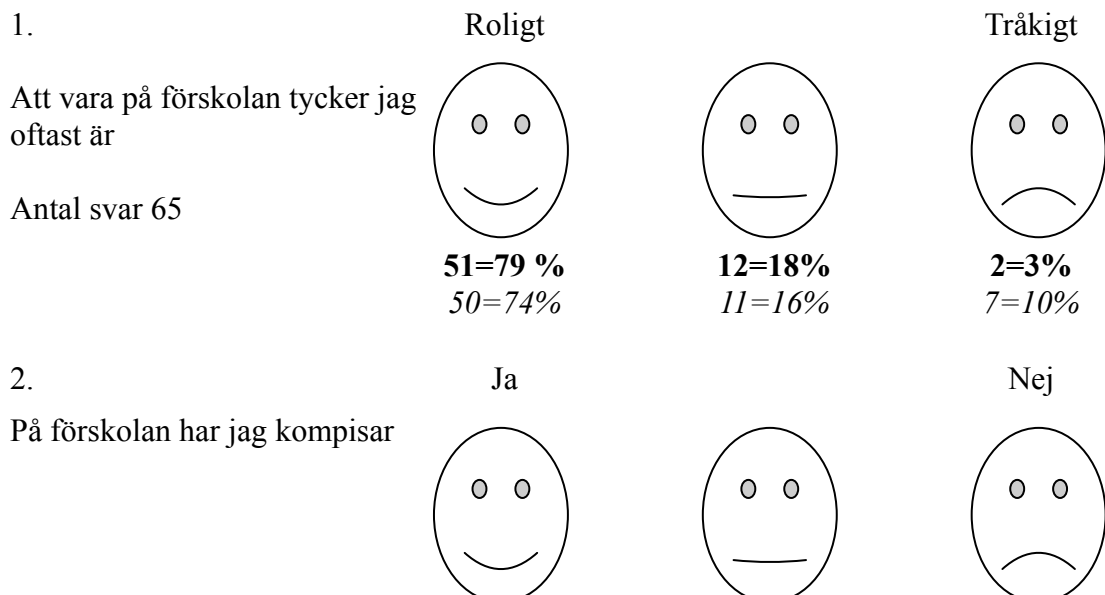 1. Roligt Tråkigt
Att vara på förskolan tycker jag
oftast är
Antal svar 65
51=79 % 12=18% 2=3%
50=74% 11=16% 7=10%
2. Ja Nej
På förskolan har jag kompisar